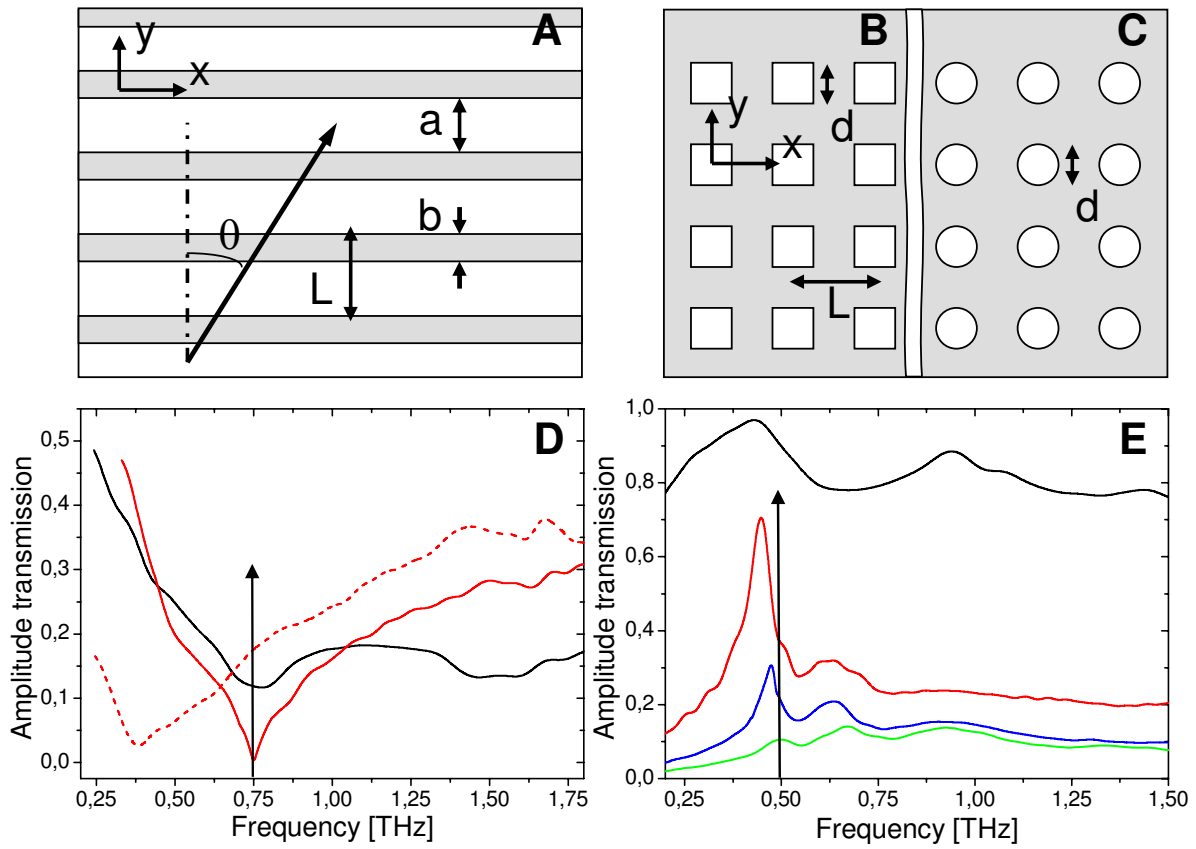 A
y
x
a
b
θ
L
B
C
y
x
d
d
L
D
Amplitude transmission
0,5
0,4
0,3
0,2
0,1
0,0
0,25 0,50 0,75 1,00 1,25 1,50 1,75
Frequency [THz]
E
Amplitude transmission
1,0
0,8
0,6
0,4
0,2
0,0
0,25 0,50 0,75 1,00 1,25 1,50
Frequency [THz]